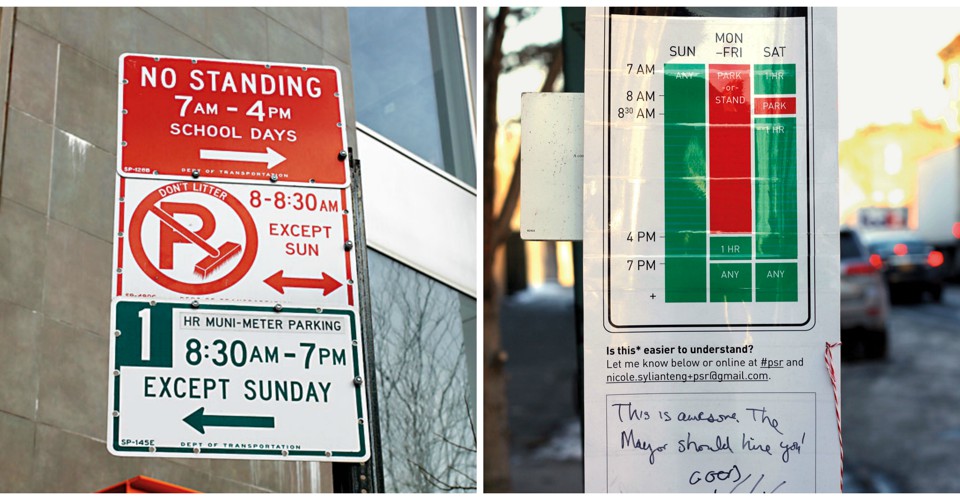 NO STANDING
7AM - 4PM
SCHOOL DAYS
SP-126B DEPT OF TRANSPORTATION
DON'T LITTER
P
8-8:30AM
EXCEPT
SUN
1 HR MUNI-METER PARKING
8:30AM-7PM
EXCEPT SUNDAY
SP-145E DEPT OF TRANSPORTATION
SUN MON SAT
–FRI
7 AM ANY PARK 1 HR
-or-
8 AM STAND PARK
8³⁰ AM 1 HR
4 PM 1 HR
7 PM ANY ANY
+
Is this* easier to understand?
Let me know below or online at #psr and
nicole.sylianteng+psr@gmail.com.
This is awesome. The
Mayor should hire you!